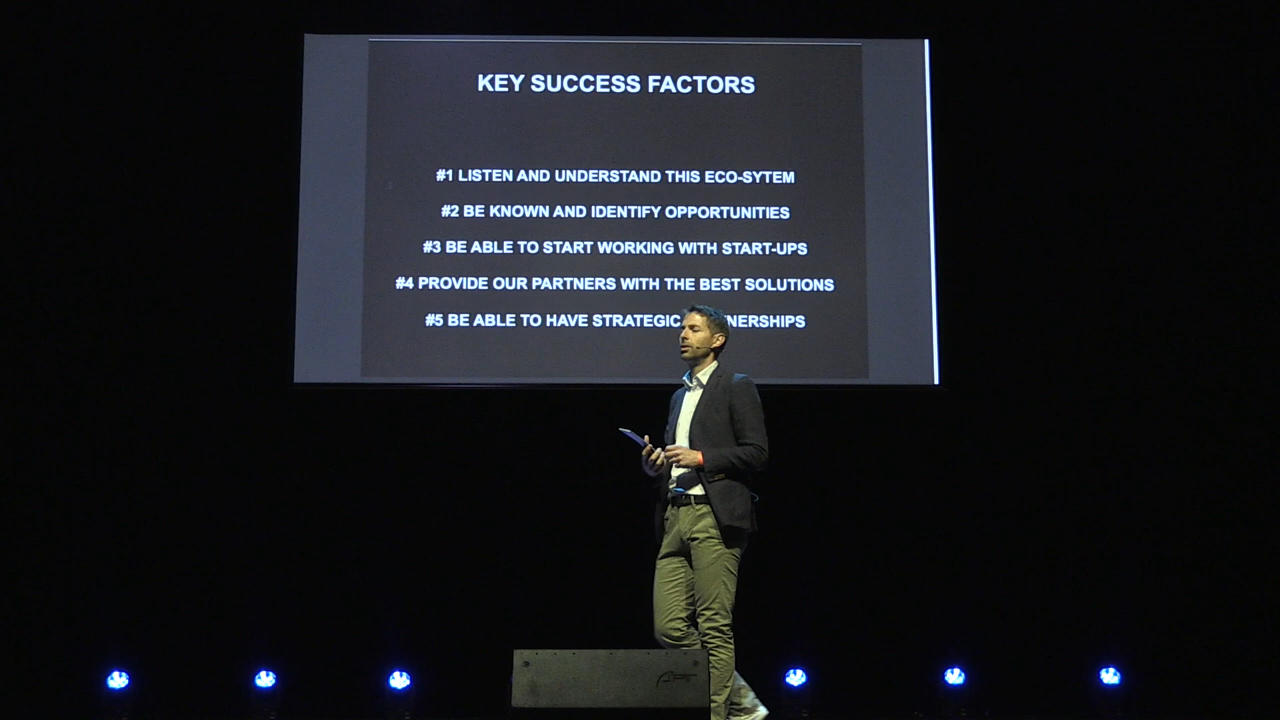 KEY SUCCESS FACTORS
#1 LISTEN AND UNDERSTAND THIS ECO-SYTEM
#2 BE KNOWN AND IDENTIFY OPPORTUNITIES
#3 BE ABLE TO START WORKING WITH START-UPS
#4 PROVIDE OUR PARTNERS WITH THE BEST SOLUTIONS
#5 BE ABLE TO HAVE STRATEGIC NERSHIPS